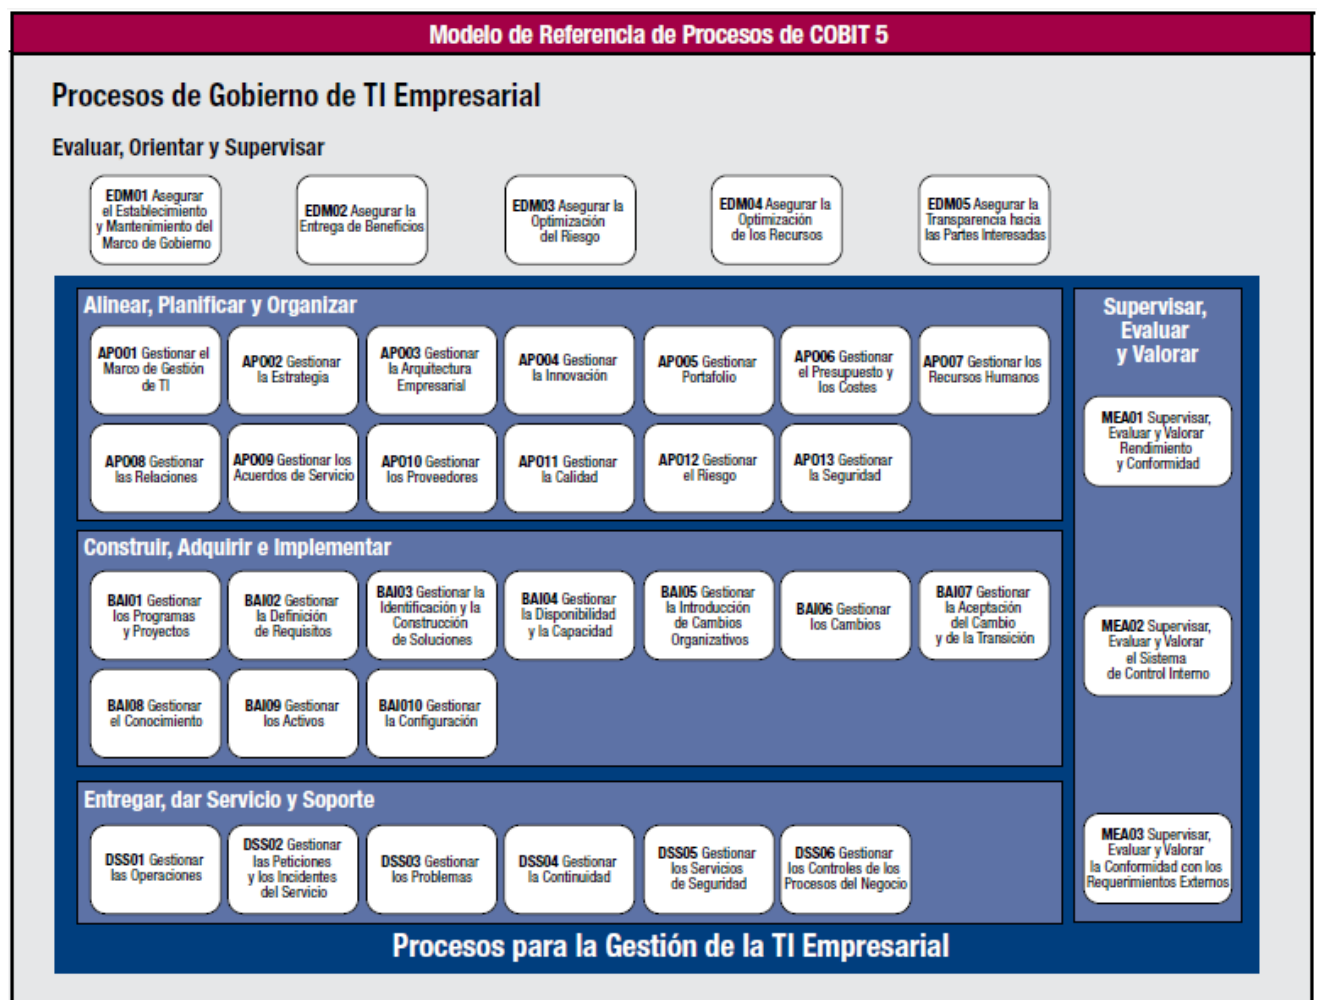 Modelo de Referencia de Procesos de COBIT 5
Procesos de Gobierno de TI Empresarial
Evaluar, Orientar y Supervisar
EDM01 Asegurar
el Establecimiento
y Mantenimiento del
Marco de Gobierno
EDM02 Asegurar la
Entrega de Beneficios
EDM03 Asegurar la
Optimización
del Riesgo
EDM04 Asegurar la
Optimización
de los Recursos
EDM05 Asegurar la
Transparencia hacia
las Partes Interesadas
Alinear, Planificar y Organizar
APO01 Gestionar el
Marco de Gestión
de TI
APO02 Gestionar
la Estrategia
APO03 Gestionar
la Arquitectura
Empresarial
APO04 Gestionar
la Innovación
APO05 Gestionar
Portafolio
APO06 Gestionar
el Presupuesto y
los Costes
APO07 Gestionar los
Recursos Humanos
APO08 Gestionar
las Relaciones
APO09 Gestionar los
Acuerdos de Servicio
APO10 Gestionar
los Proveedores
APO11 Gestionar
la Calidad
APO12 Gestionar
el Riesgo
APO13 Gestionar
la Seguridad
Construir, Adquirir e Implementar
BAI01 Gestionar
los Programas
y Proyectos
BAI02 Gestionar
la Definición
de Requisitos
BAI03 Gestionar la
Identificación y la
Construcción
de Soluciones
BAI04 Gestionar
la Disponibilidad
y la Capacidad
BAI05 Gestionar
la Introducción
de Cambios
Organizativos
BAI06 Gestionar
los Cambios
BAI07 Gestionar
la Aceptación
del Cambio
y de la Transición
BAI08 Gestionar
el Conocimiento
BAI09 Gestionar
los Activos
BAI010 Gestionar
la Configuración
Entregar, dar Servicio y Soporte
DSS01 Gestionar
las Operaciones
DSS02 Gestionar
las Peticiones
y los Incidentes
del Servicio
DSS03 Gestionar
los Problemas
DSS04 Gestionar
la Continuidad
DSS05 Gestionar
los Servicios
de Seguridad
DSS06 Gestionar
los Controles de los
Procesos del Negocio
Supervisar,
Evaluar
y Valorar
MEA01 Supervisar,
Evaluar y Valorar
Rendimiento
y Conformidad
MEA02 Supervisar,
Evaluar y Valorar
el Sistema
de Control Interno
MEA03 Supervisar,
Evaluar y Valorar
la Conformidad con los
Requerimientos Externos
Procesos para la Gestión de la TI Empresarial